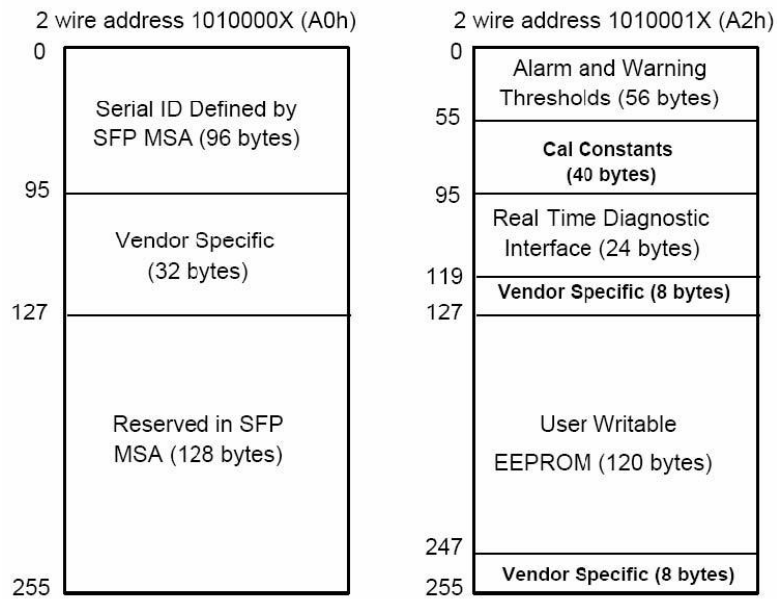 2 wire address 1010000X (A0h)
0
Serial ID Defined by
SFP MSA (96 bytes)
95
Vendor Specific
(32 bytes)
127
Reserved in SFP
MSA (128 bytes)
255
2 wire address 1010001X (A2h)
0
Alarm and Warning
Thresholds (56 bytes)
55
Cal Constants
(40 bytes)
95
Real Time Diagnostic
Interface (24 bytes)
119
Vendor Specific (8 bytes)
127
User Writable
EEPROM (120 bytes)
247
Vendor Specific (8 bytes)
255